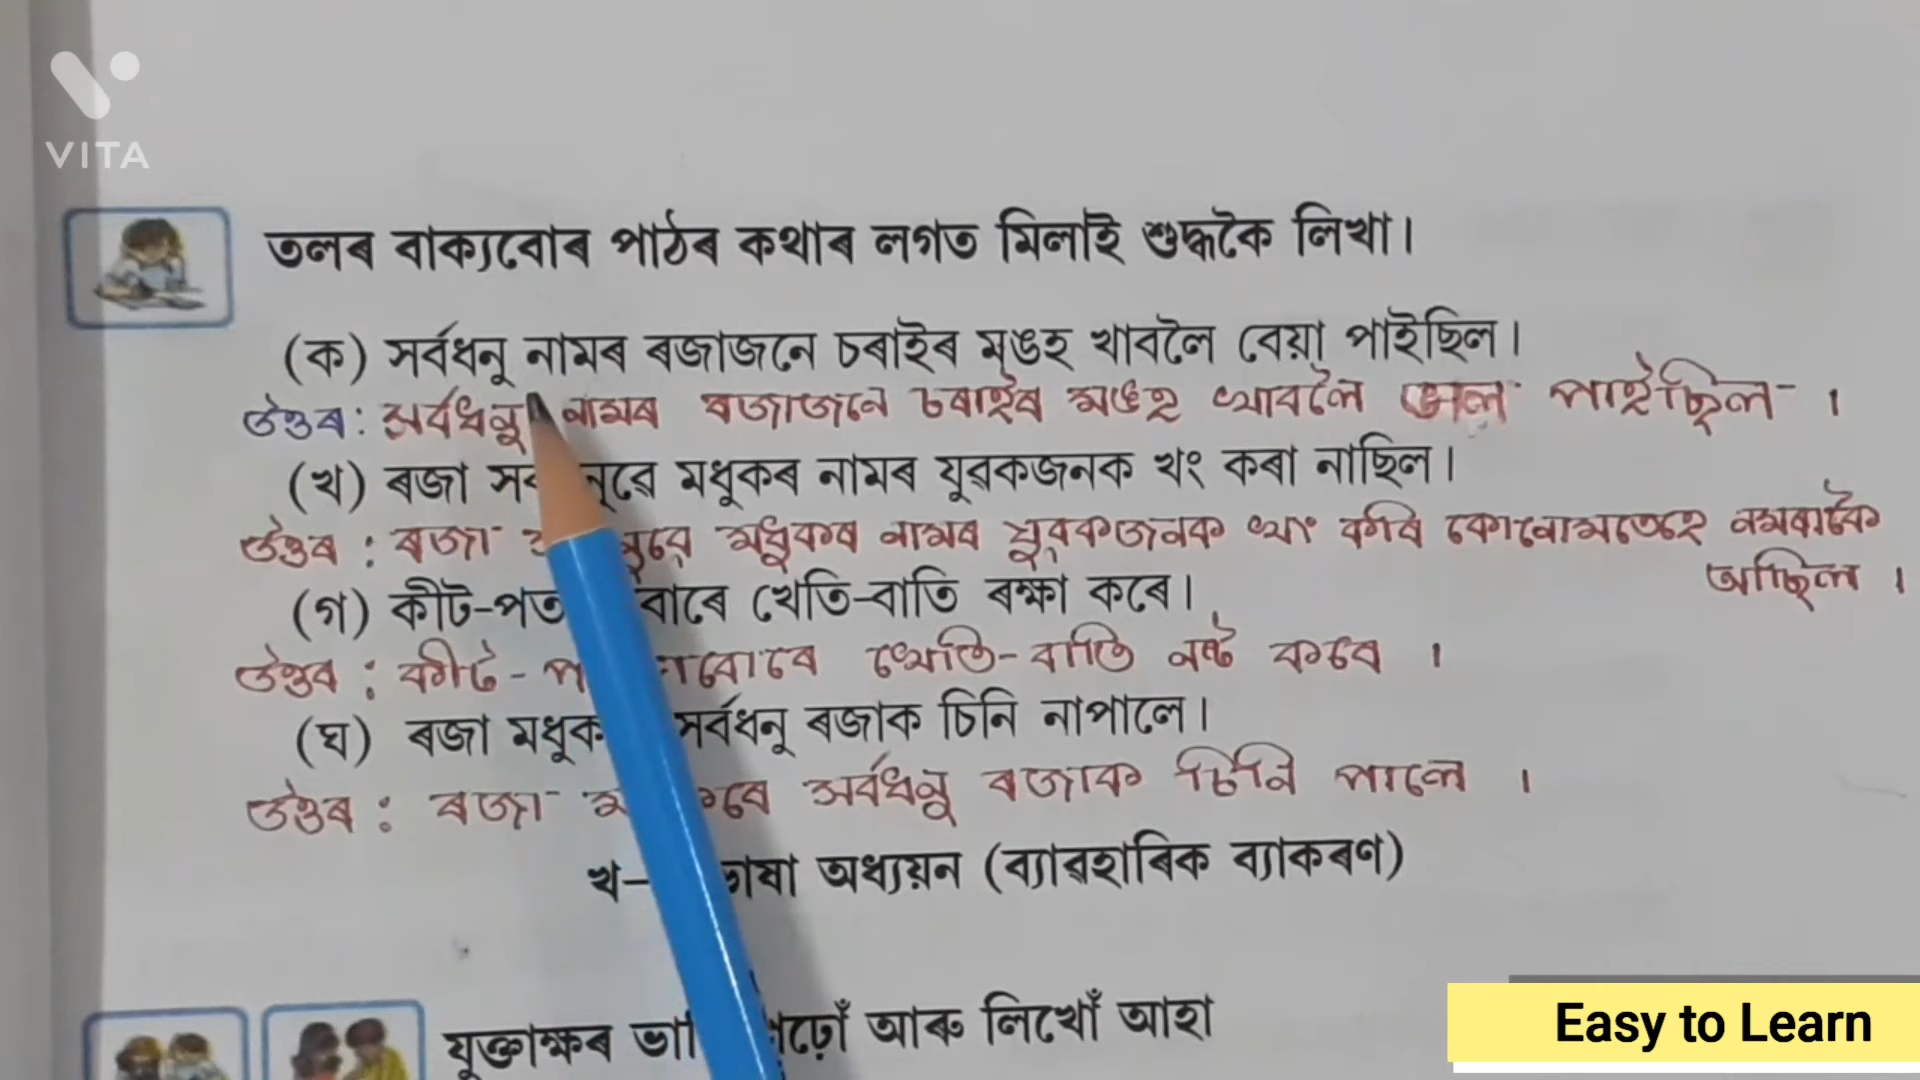 VITA
তলৰ বাক্যবোৰ পাঠৰ কথাৰ লগত মিলাই শুদ্ধকৈ লিখা।
(ক) সৰ্বধনু নামৰ ৰজাজনে চৰাইৰ মঙহ খাবলৈ বেয়া পাইছিল।
উত্তৰ: সৰ্বধনু নামৰ ৰজাজনে চৰাইৰ মঙহ খাবলৈ ভাল পাইছিল।
(খ) ৰজা মধুকৰ নামৰ যুৱকজনক খং কৰা নাছিল।
উত্তৰ: ৰজা মধুকৰ নামৰ যুৱকজনক খং কৰি কোনোমতেহে নমৰাকৈ
আছিল।
(গ) কীট- খেতি-বাতি ৰক্ষা কৰে।
উত্তৰ: কীট- খেতি-বাতি নষ্ট কৰে।
(ঘ) ৰজা সৰ্বধনু ৰজাক চিনি নাপালে।
উত্তৰ: ৰজা সৰ্বধনু ৰজাক চিনি পালে।
খ– ভাষা অধ্যয়ন (ব্যাৱহাৰিক ব্যাকৰণ)
যুক্তাক্ষৰ আৰু লিখোঁ আহা
Easy to Learn